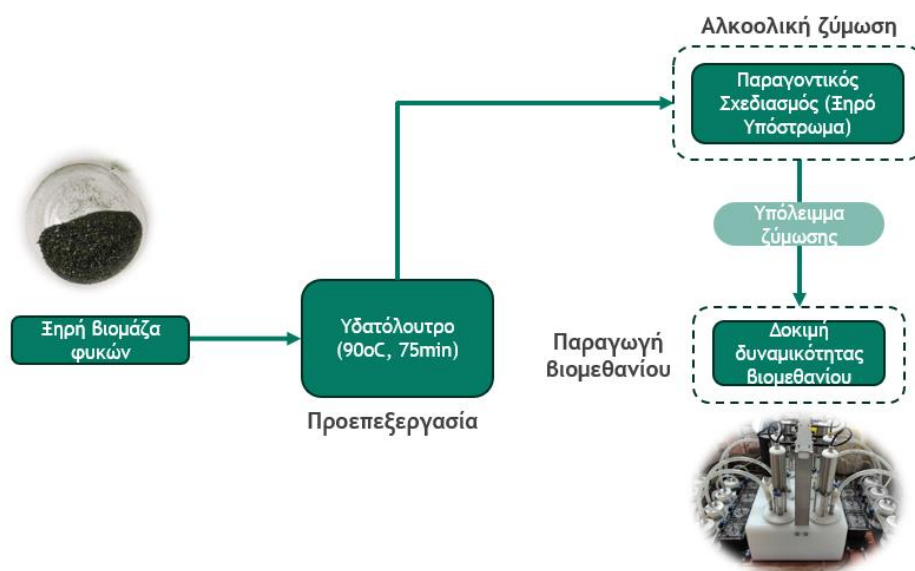 Αλκοολική ζύμωση
Παραγοντικός
Σχεδιασμός (Ξηρό
Υπόστρωμα)
Υπόλειμμα
ζύμωσης
Ξηρή βιομάζα
φυκών
Υδατόλουτρο
(90oC, 75min)
Προεπεξεργασία
Παραγωγή
βιομεθανίου
Δοκιμή
δυναμικότητας
βιομεθανίου